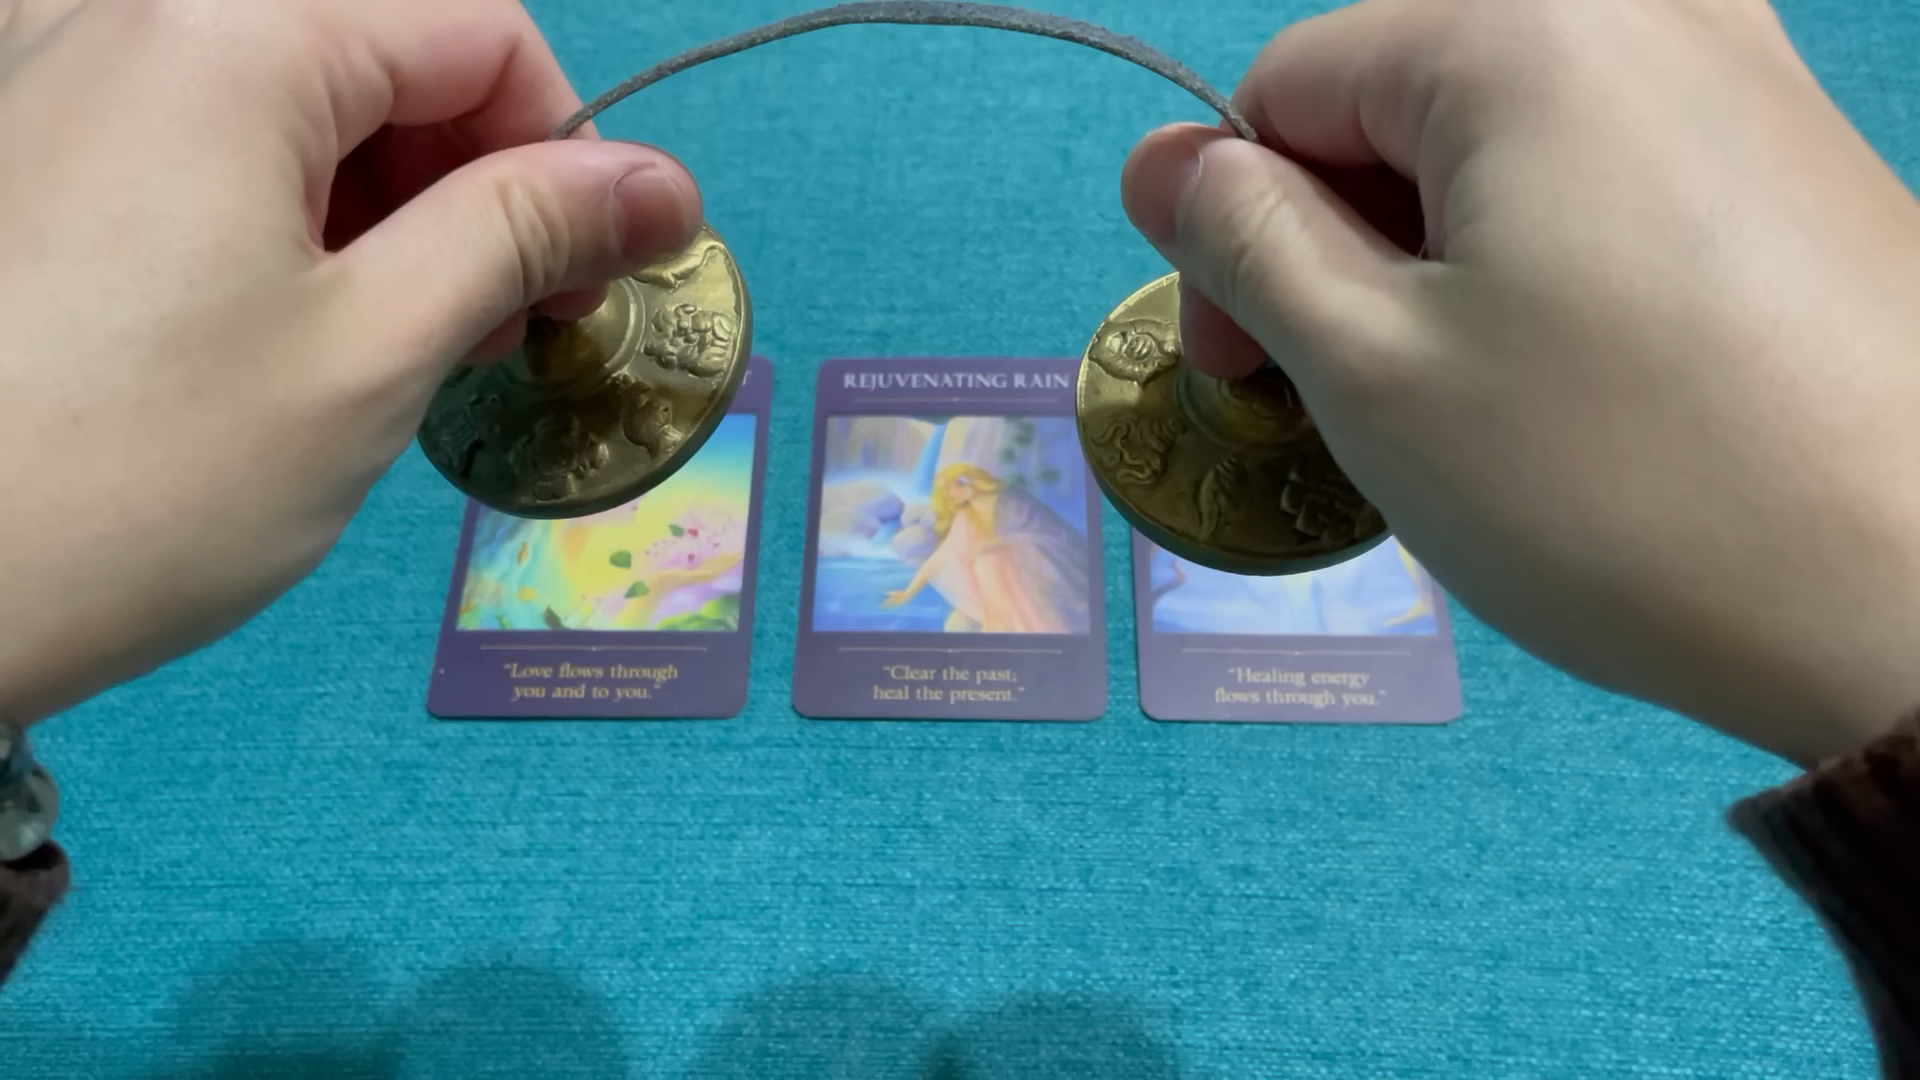 REJUVENATING RAIN
"Love flows through
you and to you."
"Clear the past;
heal the present."
"Healing energy
flows through you."